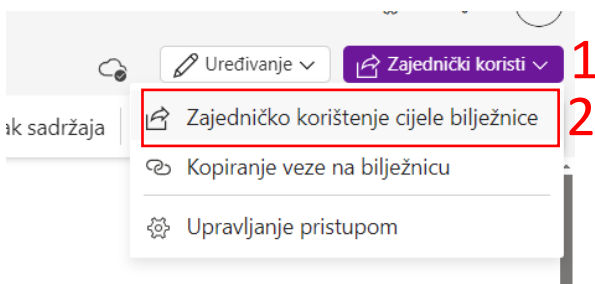 Uređivanje
Zajednički koristi
1
ak sadržaja
Zajedničko korištenje cijele bilježnice
2
Kopiranje veze na bilježnicu
Upravljanje pristupom